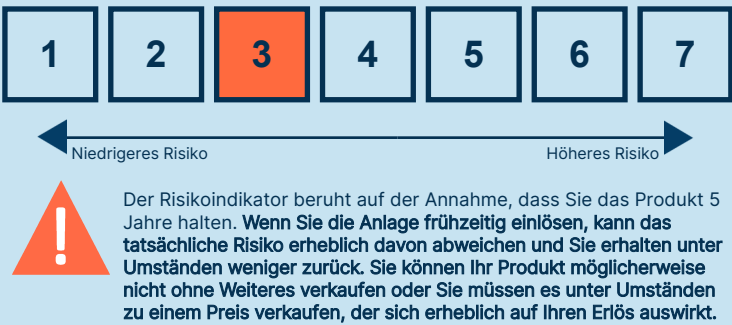 1 2 3 4 5 6 7
Niedrigeres Risiko Höheres Risiko
Der Risikoindikator beruht auf der Annahme, dass Sie das Produkt 5
Jahre halten. Wenn Sie die Anlage frühzeitig einlösen, kann das
tatsächliche Risiko erheblich davon abweichen und Sie erhalten unter
Umständen weniger zurück. Sie können Ihr Produkt möglicherweise
nicht ohne Weiteres verkaufen oder Sie müssen es unter Umständen
zu einem Preis verkaufen, der sich erheblich auf Ihren Erlös auswirkt.